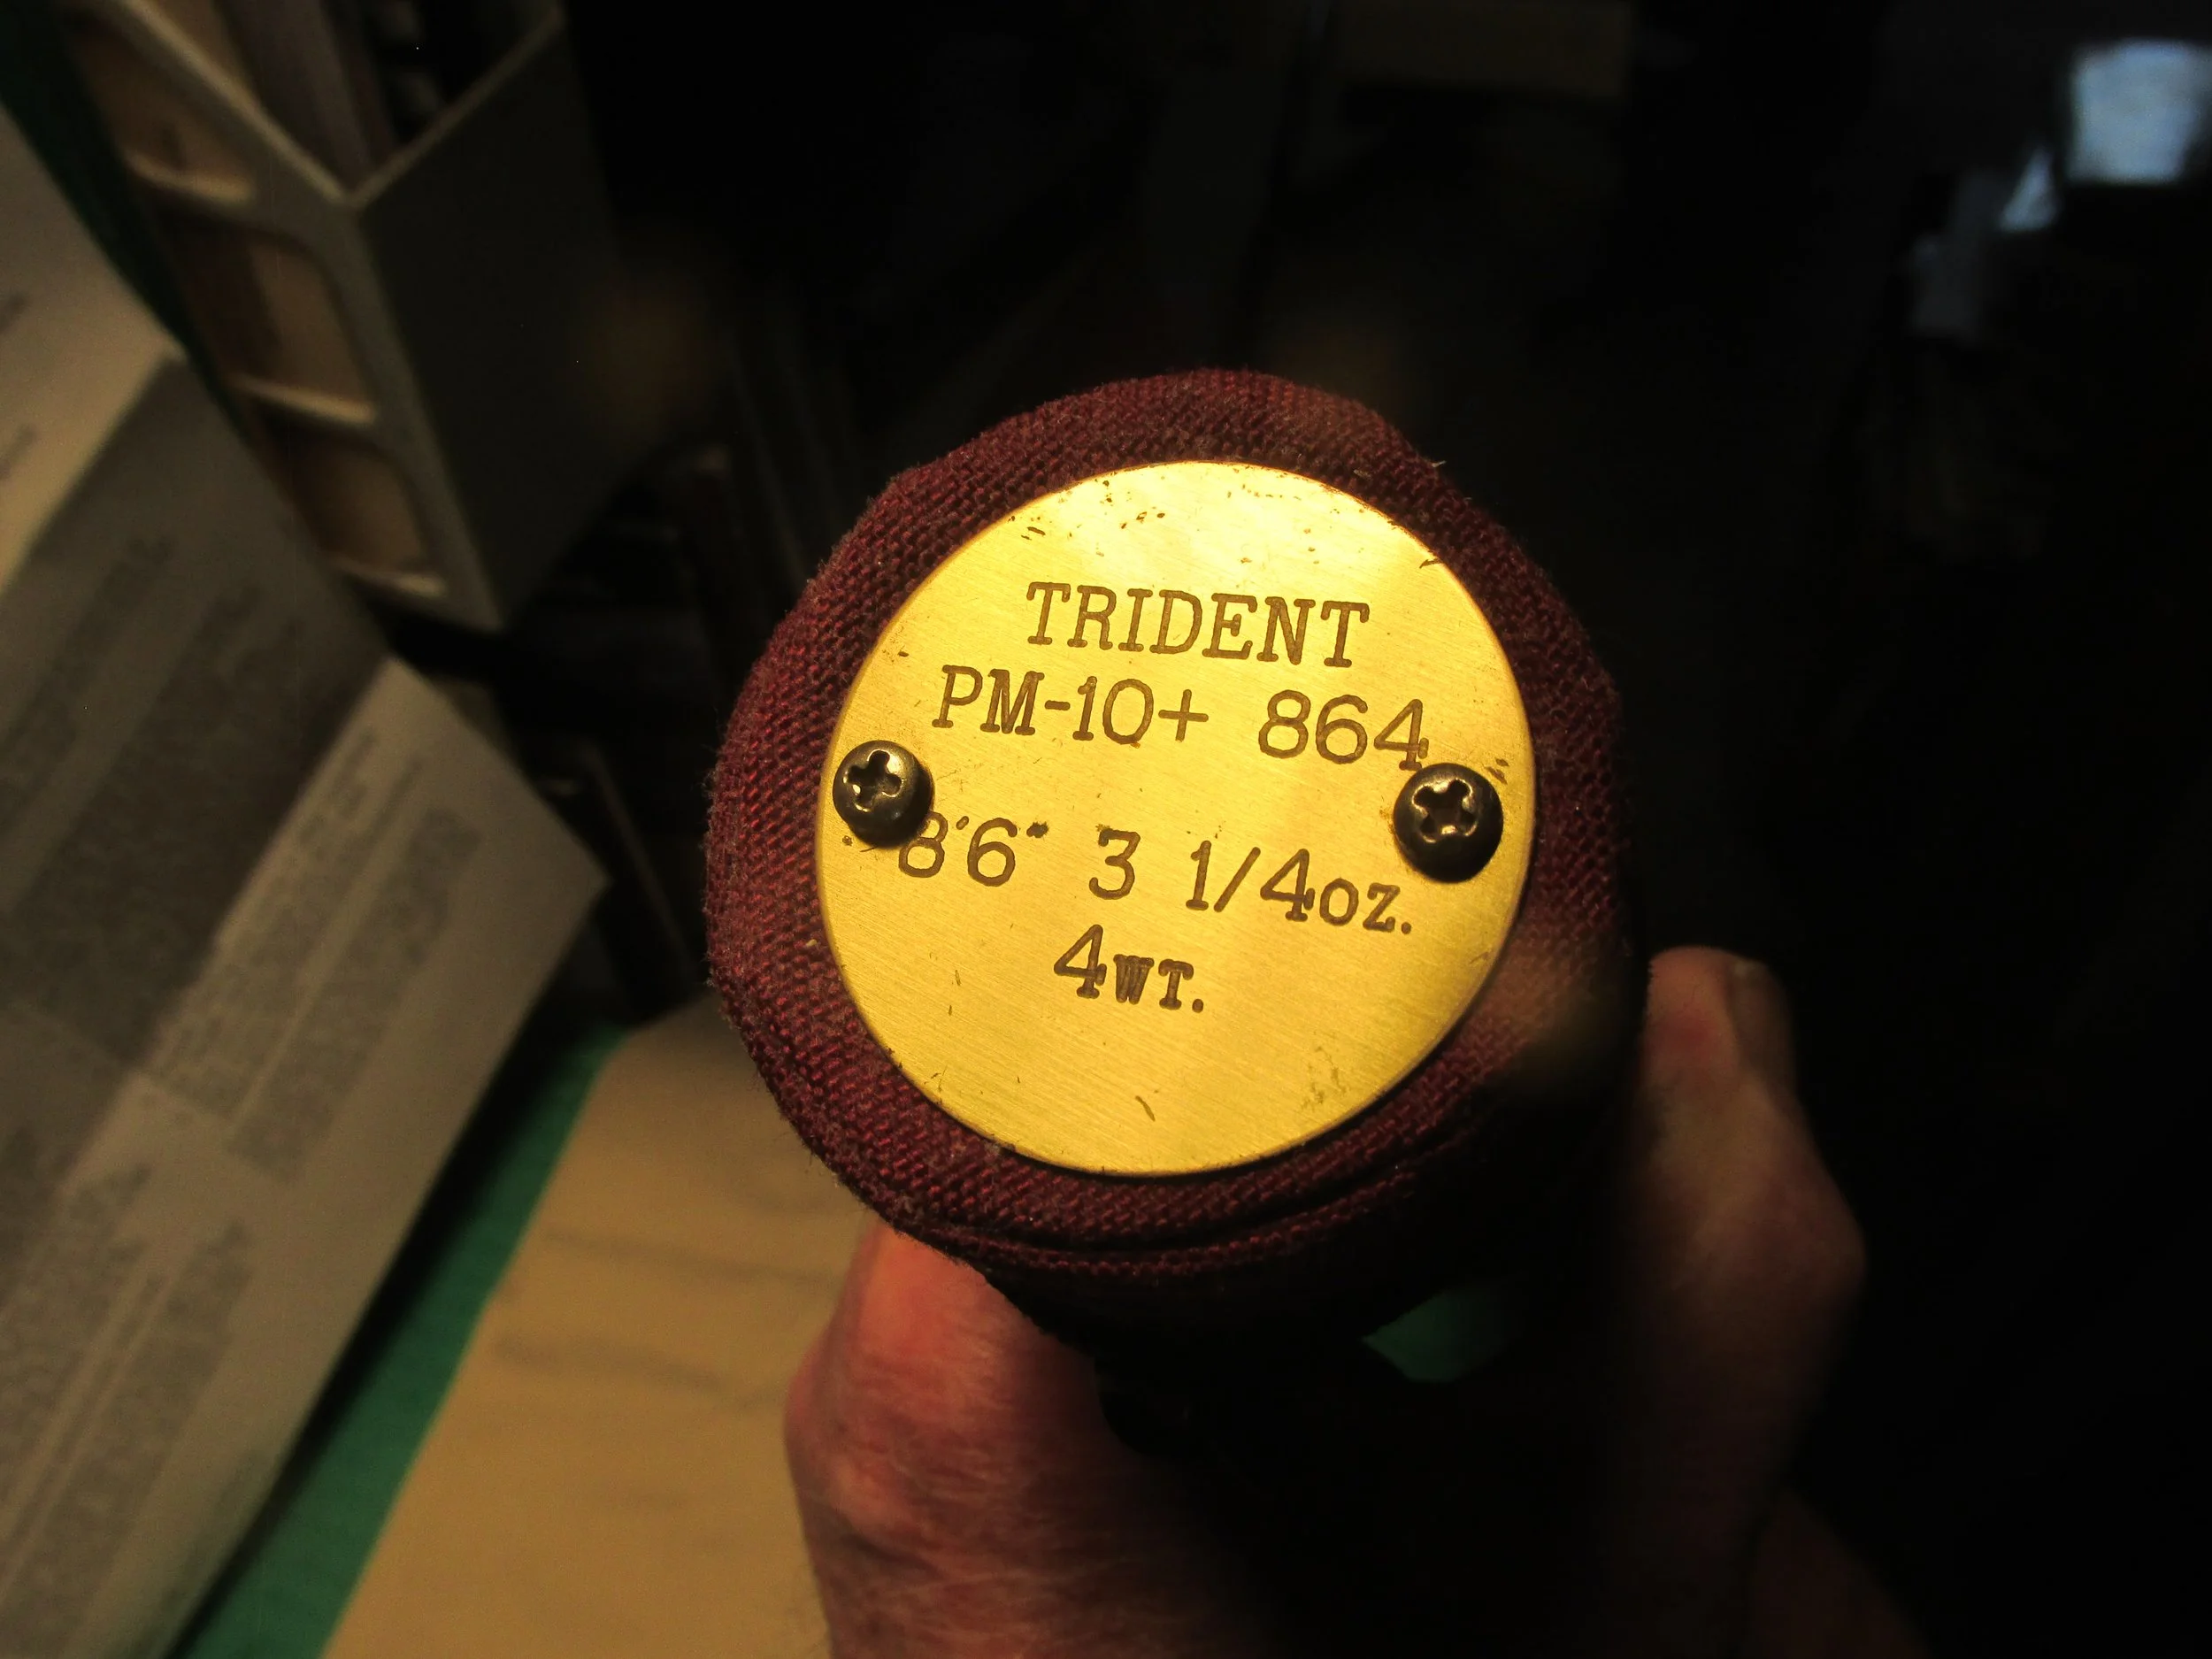 TRIDENT
PM-10+ 864
8'6" 3 1/4oz.
4WT.